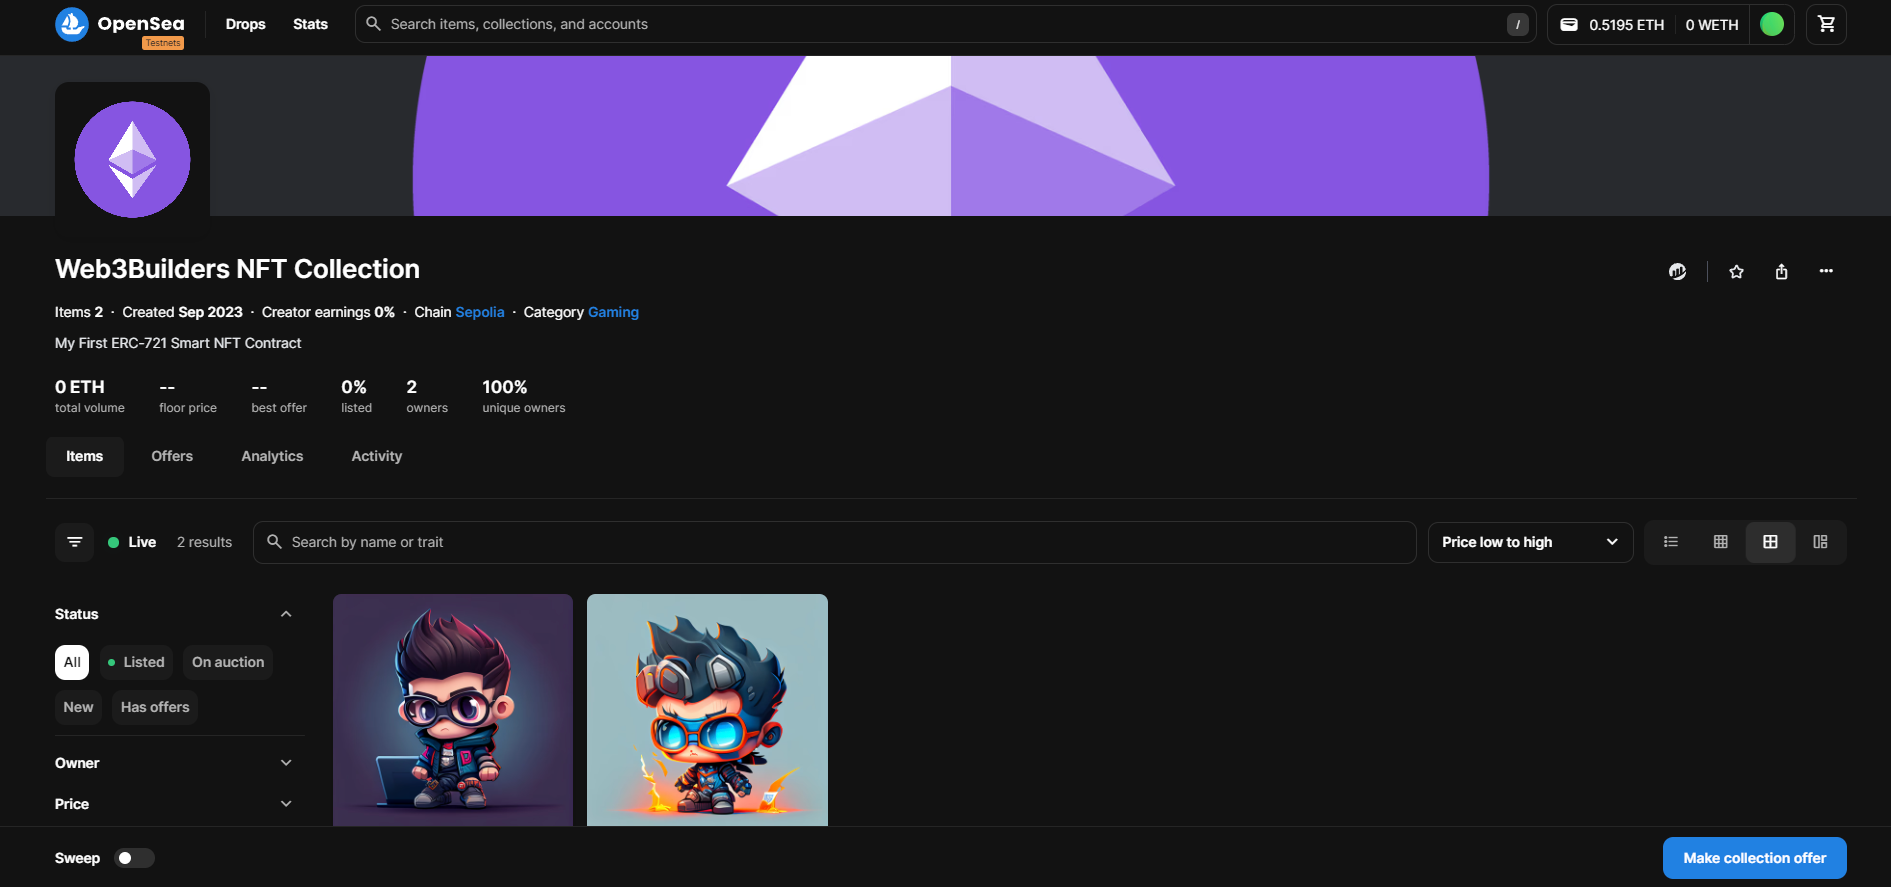 OpenSea
Testnets
Drops
Stats
Search items, collections, and accounts
/
0.5195 ETH
0 WETH
Web3Builders NFT Collection
Items 2 · Created Sep 2023 · Creator earnings 0% · Chain Sepolia · Category Gaming
My First ERC-721 Smart NFT Contract
0 ETH -- -- 0% 2 100%
total volume floor price best offer listed owners unique owners
Items Offers Analytics Activity
Live 2 results Search by name or trait Price low to high
Status
All Listed On auction
New Has offers
Owner
Price
Sweep Make collection offer